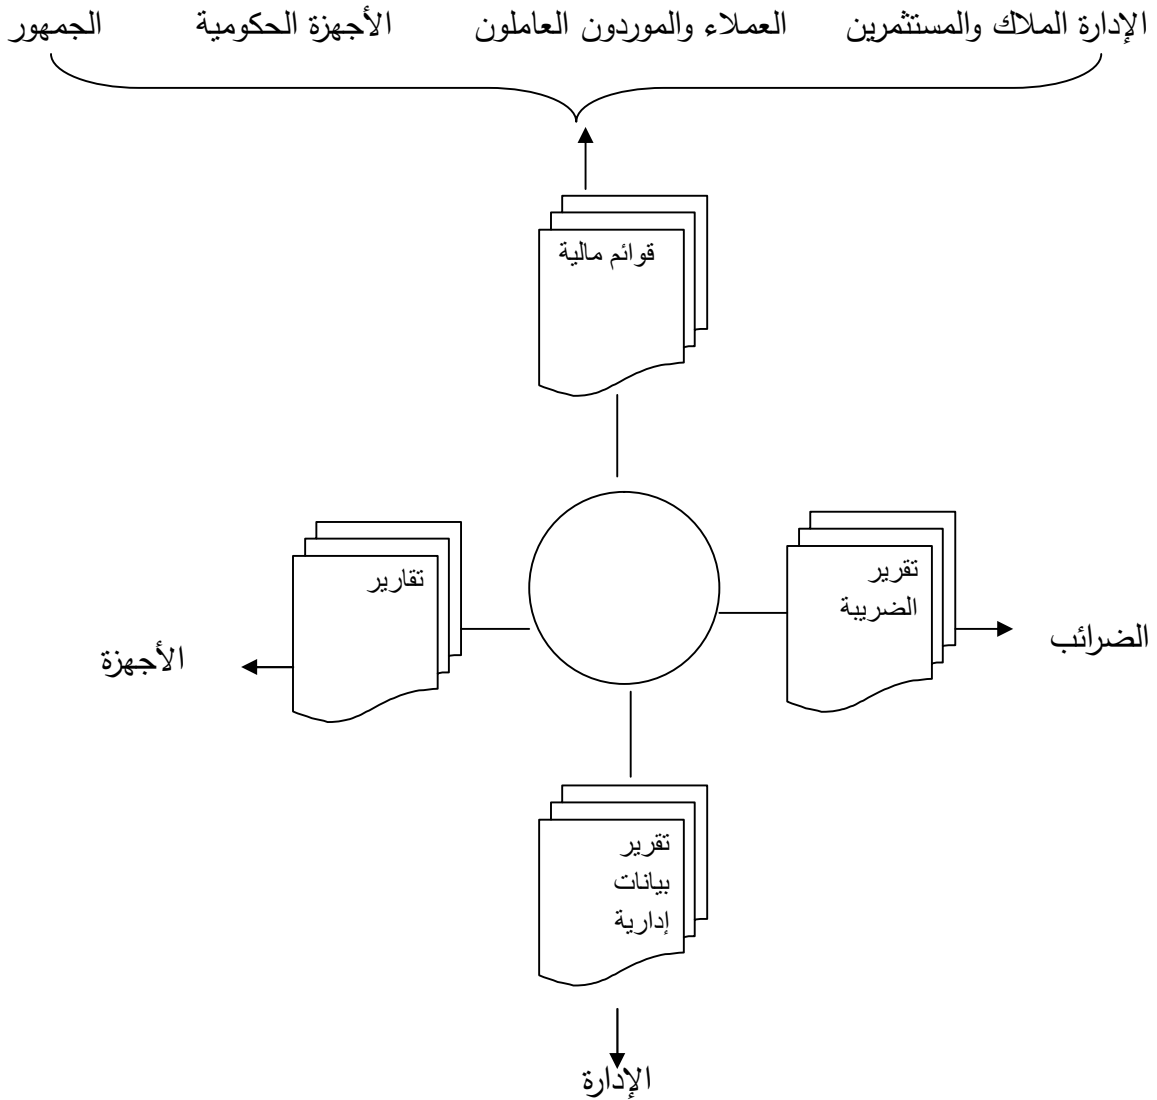 الإدارة الملاك والمستثمرين العملاء والموردون العاملون الأجهزة الحكومية الجمهور
قوائم مالية
تقرير
الضريبة
الضرائب
تقارير
الأجهزة
تقرير
بيانات
إدارية
الإدارة